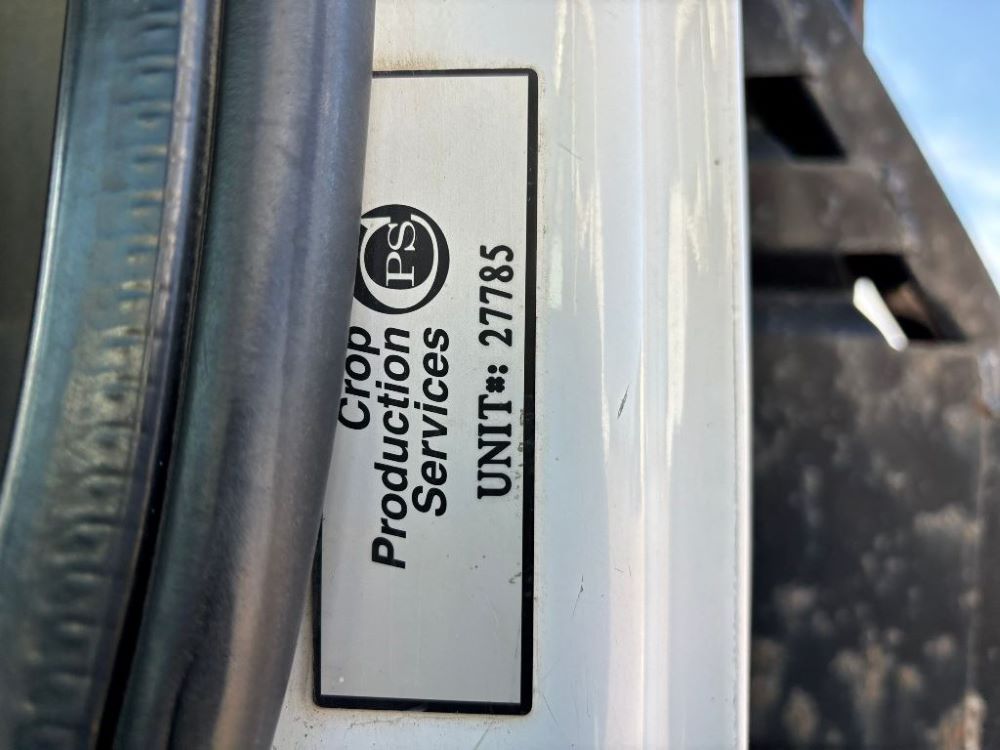 CPS
Crop
Production
Services
UNIT#: 27785